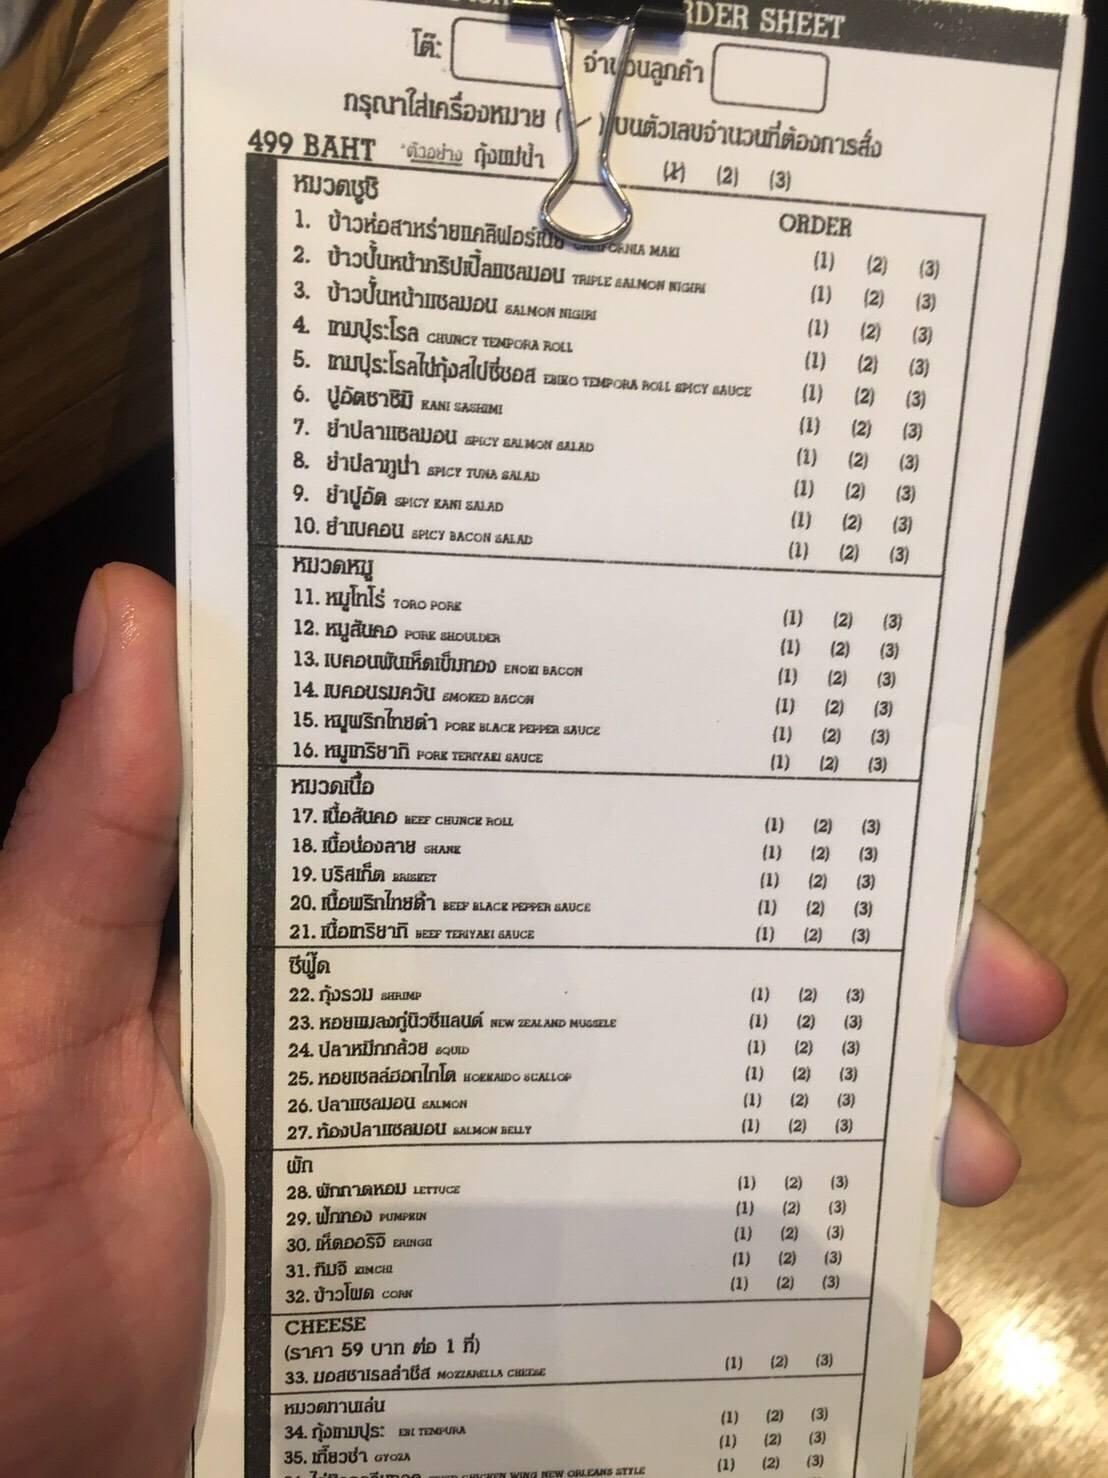 RDER SHEET
โต๊ะ จำนวนลูกค้า
กรุณาใส่เครื่องหมาย ( ✓ ) บนตัวเลขจำนวนที่ต้องการสั่ง
499 BAHT *ตัวอย่าง กุ้งแม่น้ำ (1) (2) (3)
หมวดซูชิ ORDER
1. ข้าวห่อสาหร่ายแคลิฟอร์เนีย CALIFORNIA MAKI (1) (2) (3)
2. ข้าวปั้นหน้าทริปเปิ้ลแซลมอน TRIPLE SALMON NIGIRI (1) (2) (3)
3. ข้าวปั้นหน้าแซลมอน SALMON NIGIRI (1) (2) (3)
4. เทมปุระโรล CHUNCY TEMPORA ROLL (1) (2) (3)
5. เทมปุระโรลไข่กุ้งสไปซี่ซอส EBIKO TEMPORA ROLL SPICY SAUCE (1) (2) (3)
6. ปูอัดซาชิมิ KANI SASHIMI (1) (2) (3)
7. ยำปลาแซลมอน SPICY SALMON SALAD (1) (2) (3)
8. ยำปลาทูน่า SPICY TUNA SALAD (1) (2) (3)
9. ยำปูอัด SPICY KANI SALAD (1) (2) (3)
10. ยำเบคอน SPICY BACON SALAD (1) (2) (3)
หมวดหมู
11. หมูโทโร่ TORO PORK (1) (2) (3)
12. หมูสันคอ PORK SHOULDER (1) (2) (3)
13. เบคอนพันเห็ดเข็มทอง ENOKI BACON (1) (2) (3)
14. เบคอนรมควัน SMOKED BACON (1) (2) (3)
15. หมูพริกไทยดำ PORK BLACK PEPPER SAUCE (1) (2) (3)
16. หมูเทริยากิ PORK TERIYAKI SAUCE (1) (2) (3)
หมวดเนื้อ
17. เนื้อสันคอ BEEF CHUNCK ROLL (1) (2) (3)
18. เนื้อน่องลาย SHANK (1) (2) (3)
19. บริสเก็ต BRISKET (1) (2) (3)
20. เนื้อพริกไทยดำ BEEF BLACK PEPPER SAUCE (1) (2) (3)
21. เนื้อเทริยากิ BEEF TERIYAKI SAUCE (1) (2) (3)
ซีฟู๊ด
22. กุ้งรวม SHRIMP (1) (2) (3)
23. หอยแมลงภู่นิวซีแลนด์ NEW ZEALAND MUSSELE (1) (2) (3)
24. ปลาหมึกกล้วย SQUID (1) (2) (3)
25. หอยเชลล์ฮอกไกโด HOKKAIDO SCALLOP (1) (2) (3)
26. ปลาแซลมอน SALMON (1) (2) (3)
27. ท้องปลาแซลมอน SALMON BELLY (1) (2) (3)
ผัก
28. ผักกาดหอม LETTUCE (1) (2) (3)
29. ฟักทอง PUMPKIN (1) (2) (3)
30. เห็ดออริจิ ERINGII (1) (2) (3)
31. กิมจิ KIMCHI (1) (2) (3)
32. ข้าวโพด CORN (1) (2) (3)
CHEESE
(ราคา 59 บาท ต่อ 1 ที่)
33. มอสซาเรลล่าชีส MOZZARELLA CHEESE (1) (2) (3)
หมวดทานเล่น
34. กุ้งเทมปุระ EBI TEMPURA (1) (2) (3)
35. เกี๊ยวซ่า GYOZA (1) (2) (3)
CHICKEN WING NEW ORLEANS STYLE (1) (2) (3)